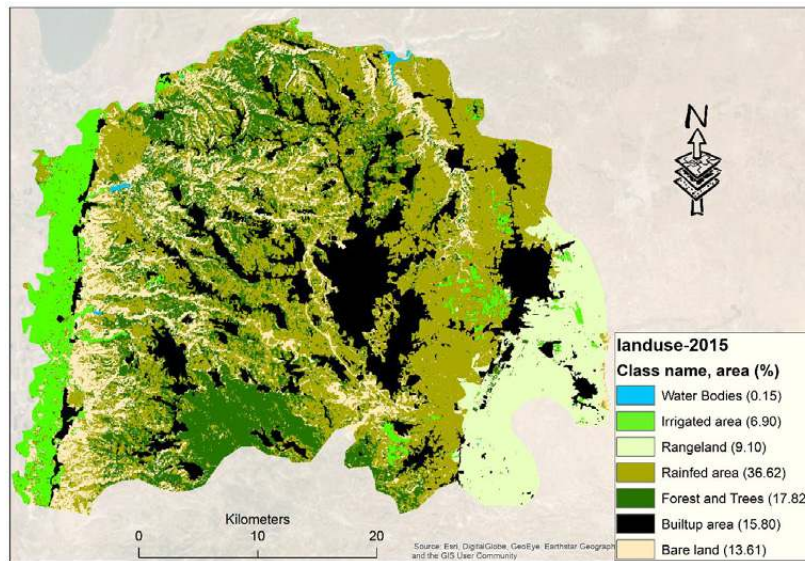 N
landuse-2015
Class name, area (%)
Water Bodies (0.15)
Irrigated area (6.90)
Rangeland (9.10)
Rainfed area (36.62)
Forest and Trees (17.82
Builtup area (15.80)
Bare land (13.61)
Kilometers
0 10 20
Source: Esri, DigitalGlobe, GeoEye, Earthstar Geograph
and the GIS User Community